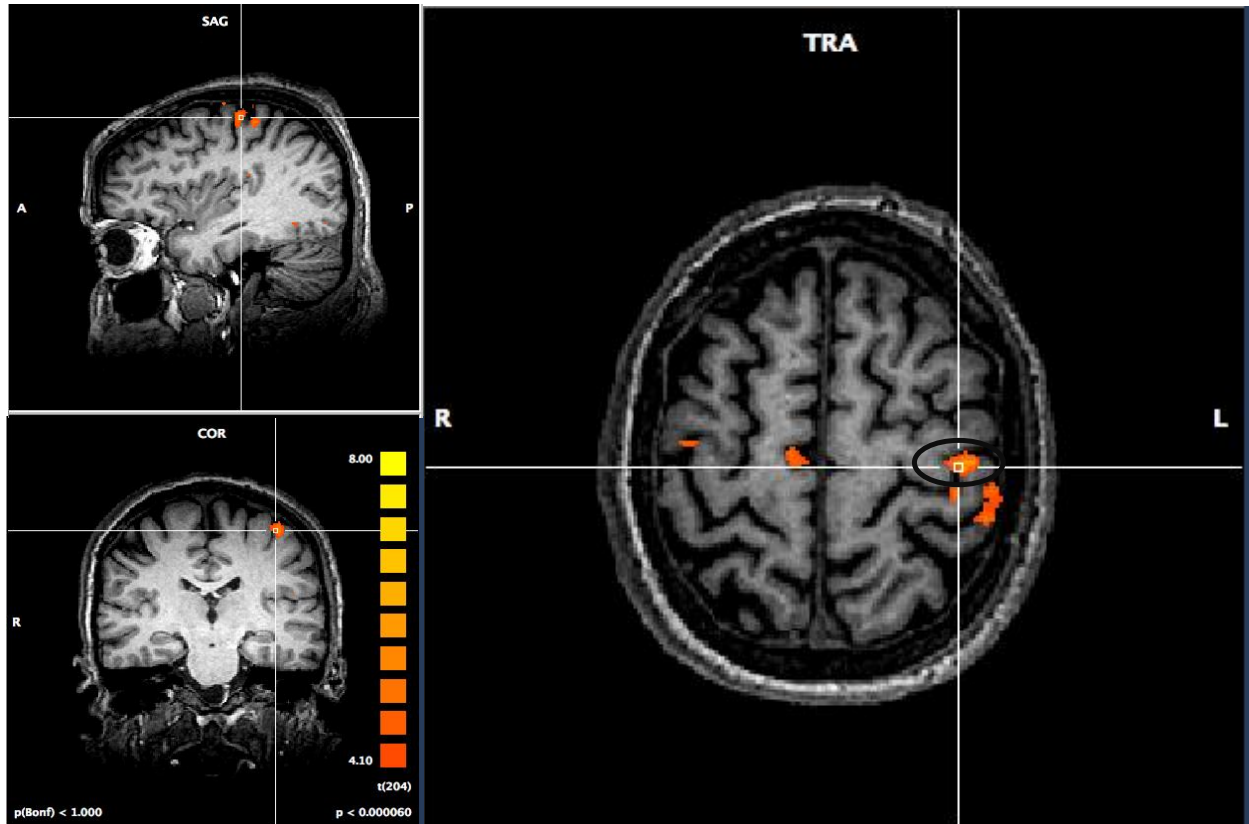 SAG
A
P
COR
8.00
R
4.10
t(204)
p(Bonf) < 1.000
p < 0.000060
TRA
R
L